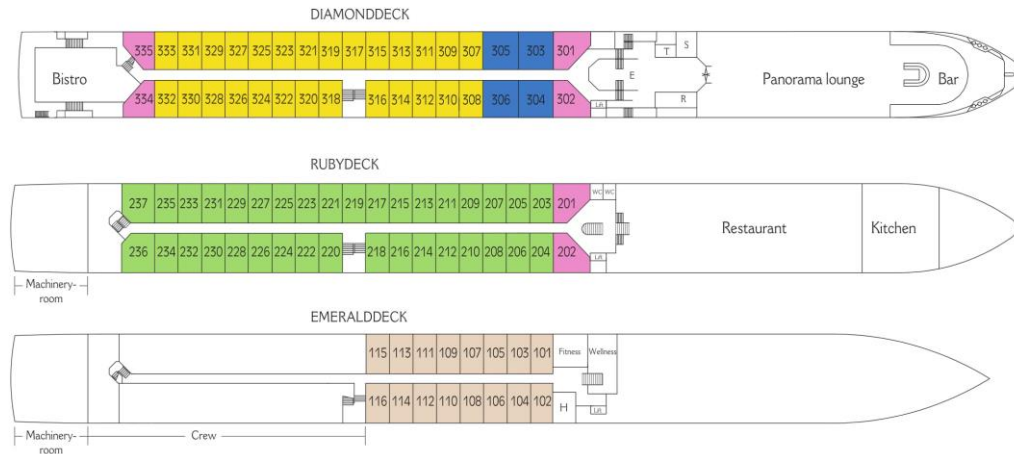 DIAMONDDECK
335 333 331 329 327 325 323 321 319 317 315 313 311 309 307 305 303 301
S
T
Bistro
E
Panorama lounge
Bar
334 332 330 328 326 324 322 320 318 316 314 312 310 308 306 304 302
R
Lift
RUBYDECK
237 235 233 231 229 227 225 223 221 219 217 215 213 211 209 207 205 203 201
WC WC
Restaurant
Kitchen
236 234 232 230 228 226 224 222 220 218 216 214 212 210 208 206 204 202
Lift
Machinery-
room
EMERALDDECK
115 113 111 109 107 105 103 101
Fitness
Wellness
116 114 112 110 108 106 104 102
H
Lift
Machinery-
room
Crew